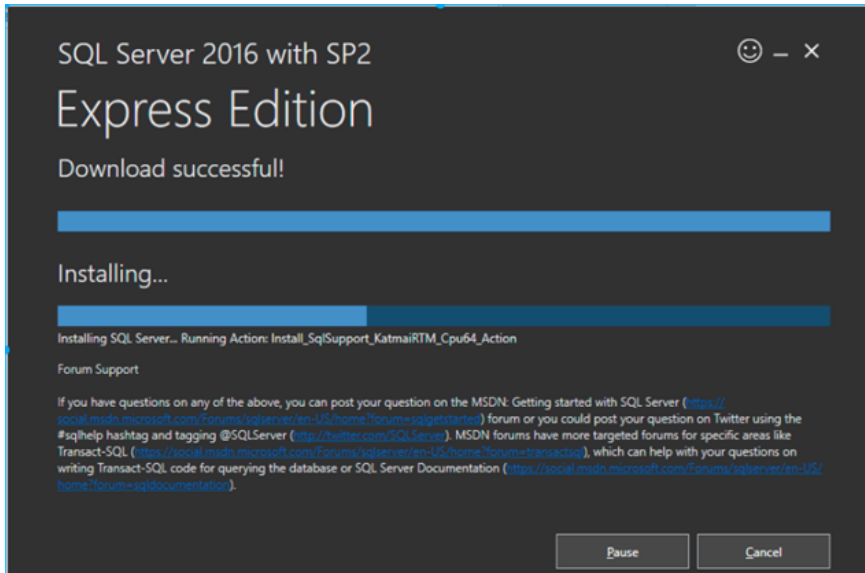 SQL Server 2016 with SP2
Express Edition
Download successful!
Installing...
Installing SQL Server... Running Action: Install_SqlSupport_KatmaiRTM_Cpu64_Action
Forum Support
If you have questions on any of the above, you can post your question on the MSDN: Getting started with SQL Server (https://
social.msdn.microsoft.com/Forums/sqlserver/en-US/home?forum=sqlgetstarted) forum or you could post your question on Twitter using the
#sqlhelp hashtag and tagging @SQLServer (http://twitter.com/SQLServer). MSDN forums have more targeted forums for specific areas like
Transact-SQL (https://social.msdn.microsoft.com/Forums/sqlserver/en-US/home?forum=transactsql), which can help with your questions on
writing Transact-SQL code for querying the database or SQL Server Documentation (https://social.msdn.microsoft.com/Forums/sqlserver/en-US/
home?forum=sqldocumentation).
Pause Cancel